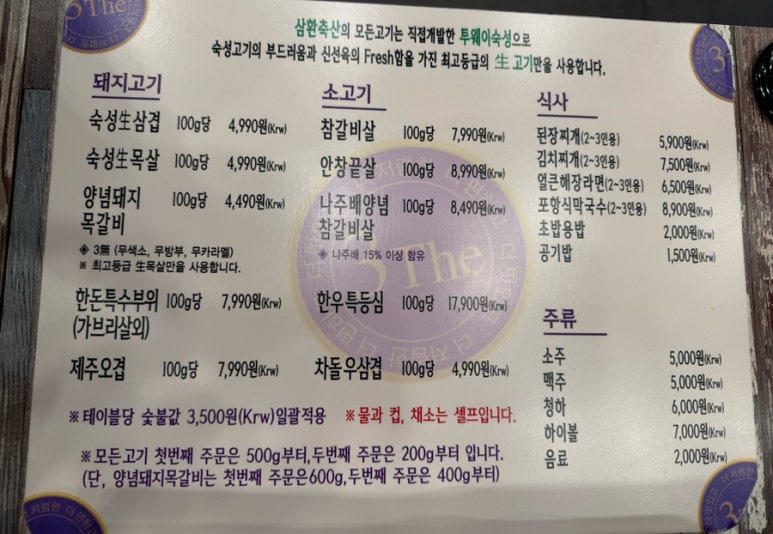 3The
삼환축산의 모든고기는 직접개발한 투웨이숙성으로
숙성고기의 부드러움과 신선육의 Fresh함을 가진 최고등급의 生 고기만을 사용합니다.
돼지고기
숙성生삼겹 100g당 4,990원(Krw)
숙성生목살 100g당 4,990원(Krw)
양념돼지 100g당 4,490원(Krw)
목갈비
◈ 3無 (무색소, 무방부, 무카라멜)
※ 최고등급 生목살만을 사용합니다.
한돈특수부위 100g당 7,990원(Krw)
(가브리살외)
제주오겹 100g당 7,990원(Krw)
소고기
참갈비살 100g당 7,990원(Krw)
안창끝살 100g당 8,990원(Krw)
나주배양념 100g당 8,490원(Krw)
참갈비살
◈ 나주배 15% 이상 함유
한우특등심 100g당 17,900원(Krw)
차돌우삼겹 100g당 4,990원(Krw)
식사
된장찌개(2~3인용) 5,900원(Krw)
김치찌개(2~3인용) 7,500원(Krw)
얼큰해장라면(2~3인용) 6,500원(Krw)
포항식막국수(2~3인용) 8,900원(Krw)
초밥용밥 2,000원(Krw)
공기밥 1,500원(Krw)
주류
소주 5,000원(Krw)
맥주 5,000원(Krw)
청하 6,000원(Krw)
하이볼 7,000원(Krw)
음료 2,000원(Krw)
※ 테이블당 숯불값 3,500원(Krw)일괄적용 ※물과 컵, 채소는 셀프입니다.
※모든고기 첫번째 주문은 500g부터,두번째 주문은 200g부터 입니다.
(단, 양념돼지목갈비는 첫번째 주문은600g,두번째 주문은 400g부터)
3The